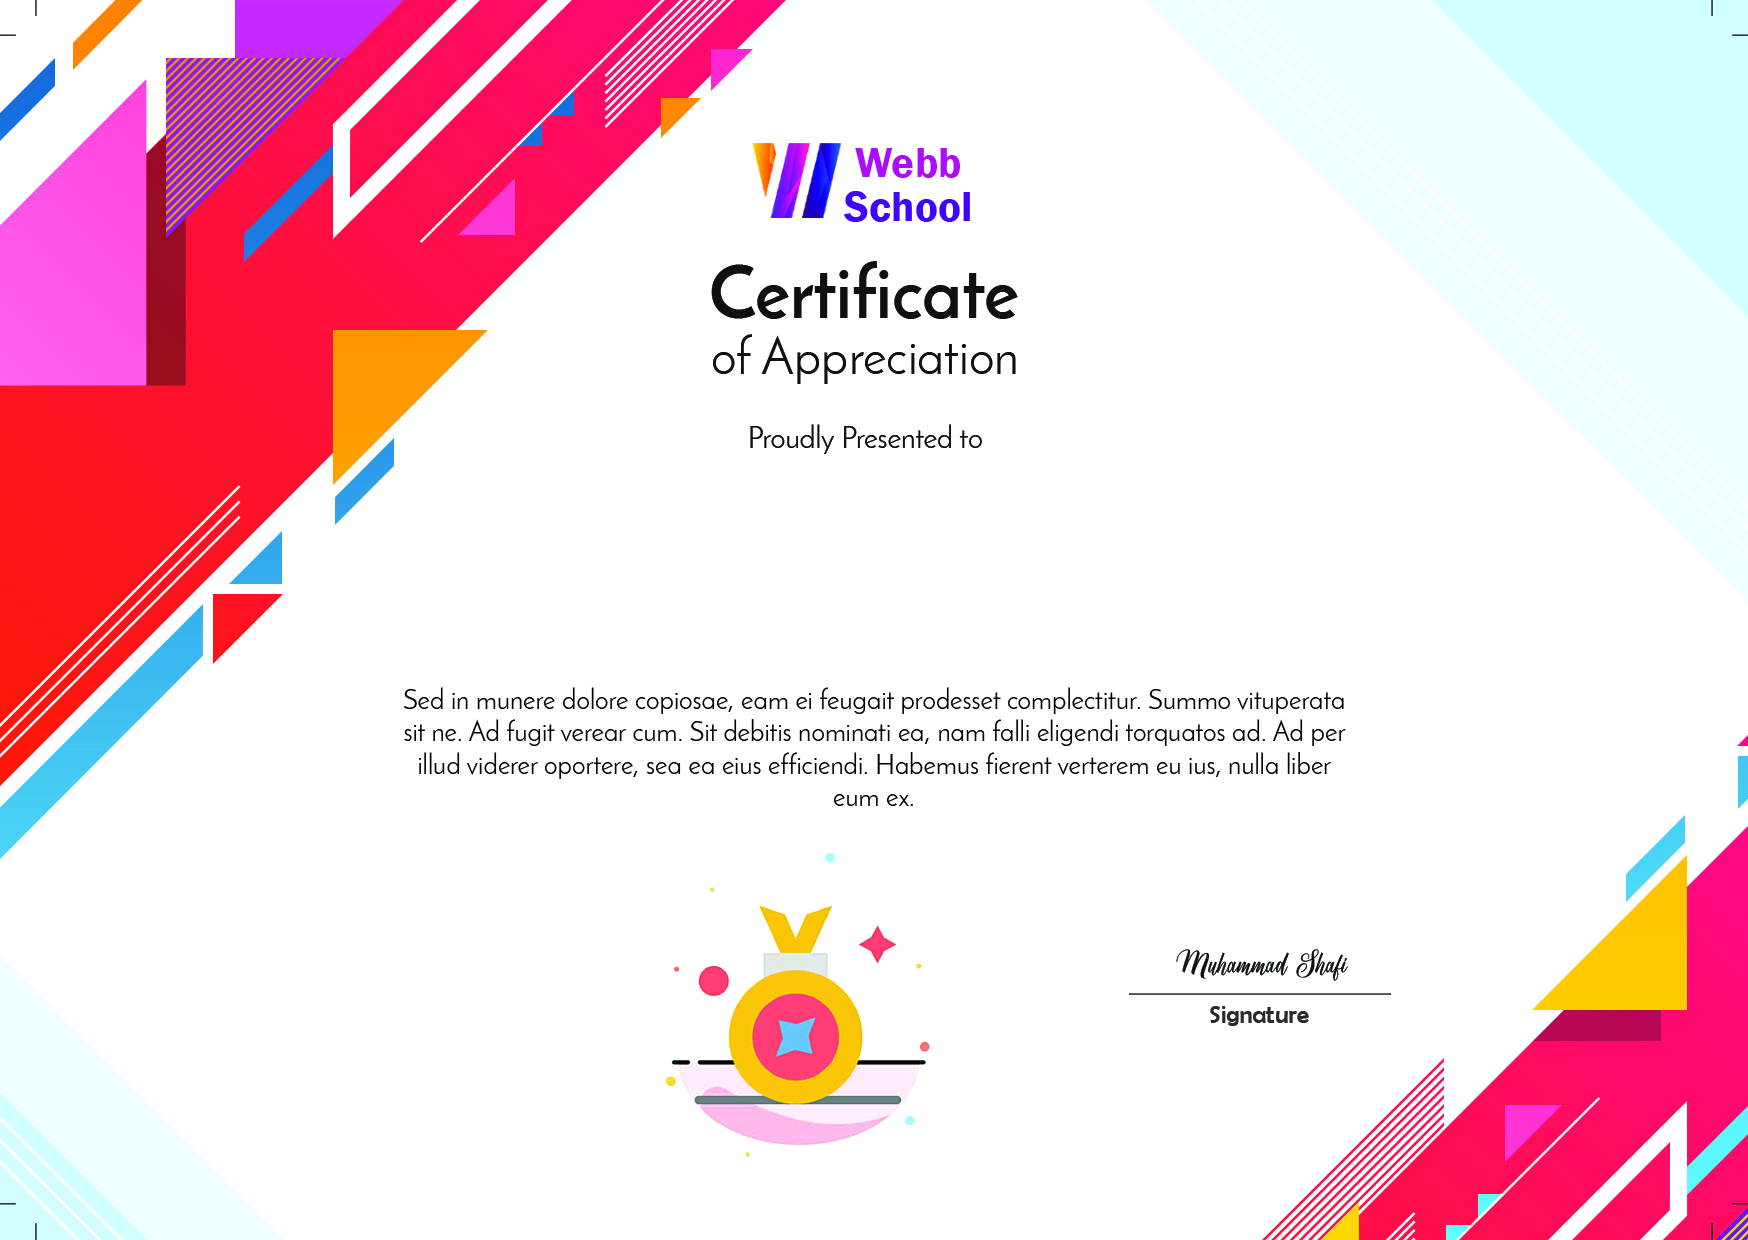 Webb
School
Certificate
of Appreciation
Proudly Presented to
Sed in munere dolore copiosae, eam ei feugait prodesset complectitur. Summo vituperata
sit ne. Ad fugit verear cum. Sit debitis nominati ea, nam falli eligendi torquatos ad. Ad per
illud viderer oportere, sea ea eius efficiendi. Habemus fierent verterem eu ius, nulla liber
eum ex.
Muhammad Shafi
Signature